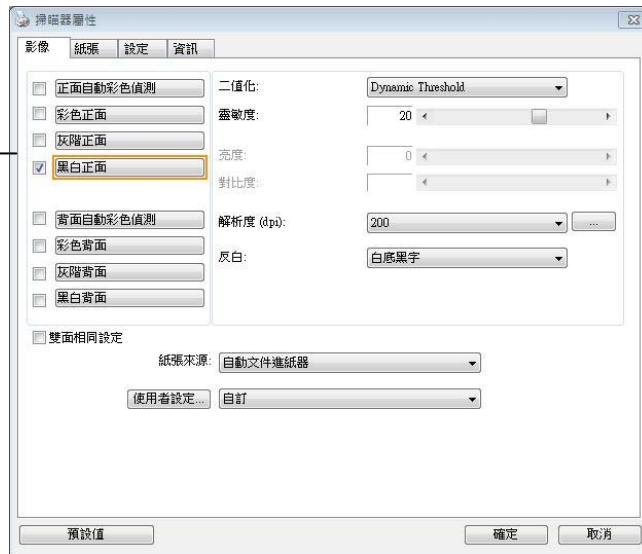 掃瞄器屬性
影像 紙張 設定 資訊
正面自動彩色偵測
彩色正面
灰階正面
黑白正面
背面自動彩色偵測
彩色背面
灰階背面
黑白背面
二值化: Dynamic Threshold
靈敏度: 20
亮度: 0
對比度:
解析度 (dpi): 200 ...
反白: 白底黑字
雙面相同設定
紙張來源: 自動文件進紙器
使用者設定... 自訂
預設值 確定 取消